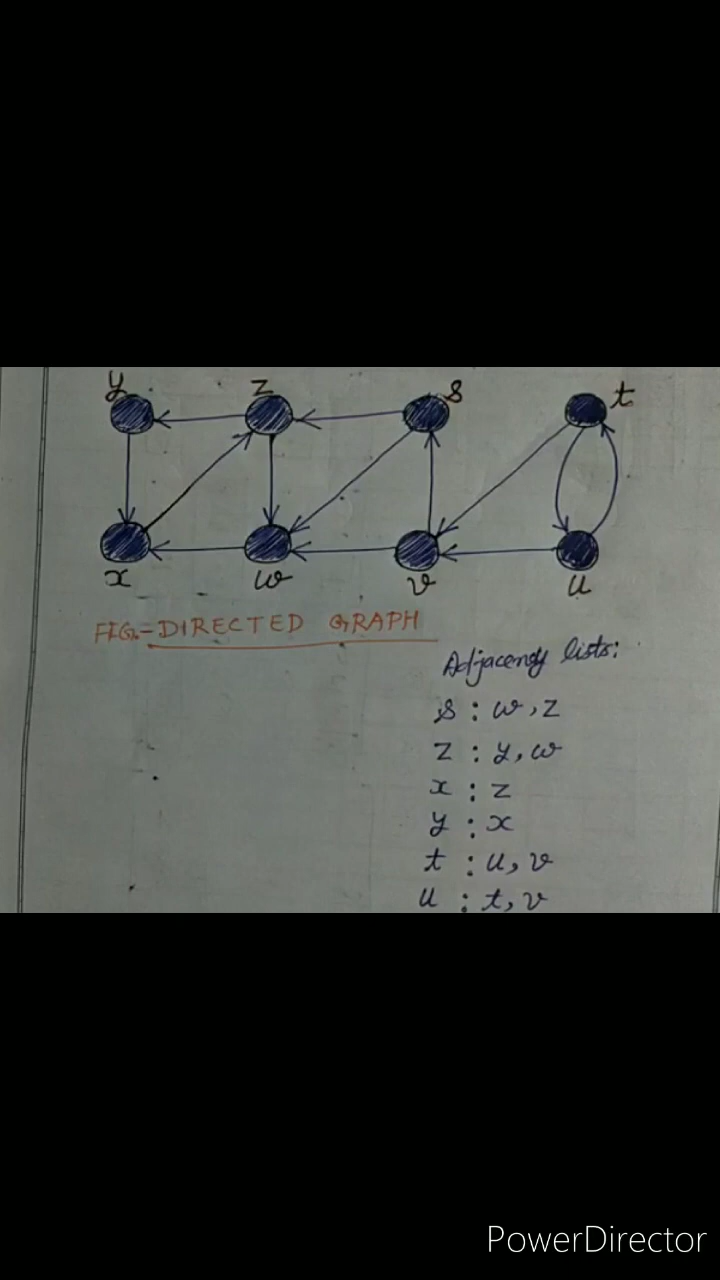 y z s t
x w v u
FIG.- DIRECTED GRAPH
Adjacency lists:
s : w, z
z : y, w
x : z
y : x
t : u, v
u : t, v
PowerDirector